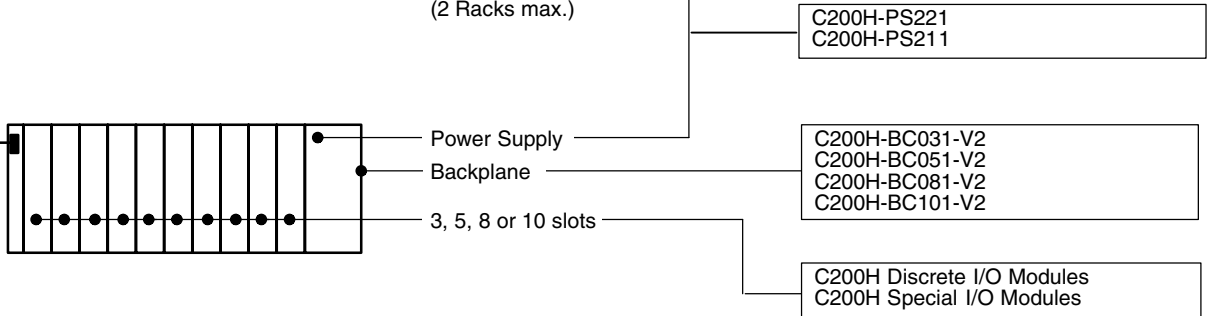 (2 Racks max.)
C200H-PS221
C200H-PS211
Power Supply
Backplane
3, 5, 8 or 10 slots
C200H-BC031-V2
C200H-BC051-V2
C200H-BC081-V2
C200H-BC101-V2
C200H Discrete I/O Modules
C200H Special I/O Modules